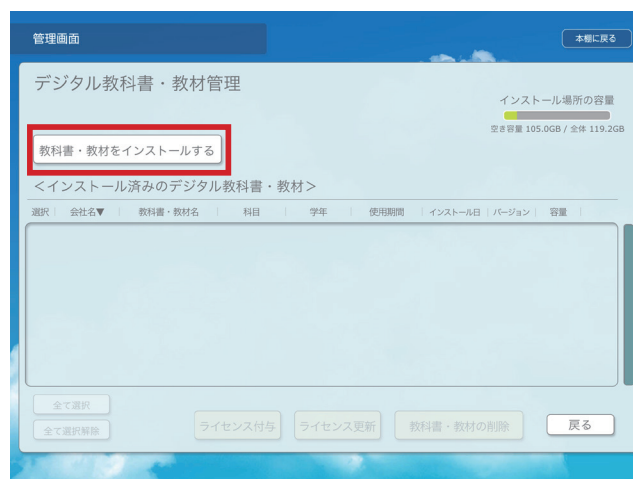 管理画面
本棚に戻る
デジタル教科書・教材管理
インストール場所の容量
空き容量 105.0GB / 全体 119.2GB
教科書・教材をインストールする
＜インストール済みのデジタル教科書・教材＞
選択 会社名▼ 教科書・教材名 科目 学年 使用期間 インストール日 バージョン 容量
全て選択
全て選択解除
ライセンス付与 ライセンス更新 教科書・教材の削除 戻る